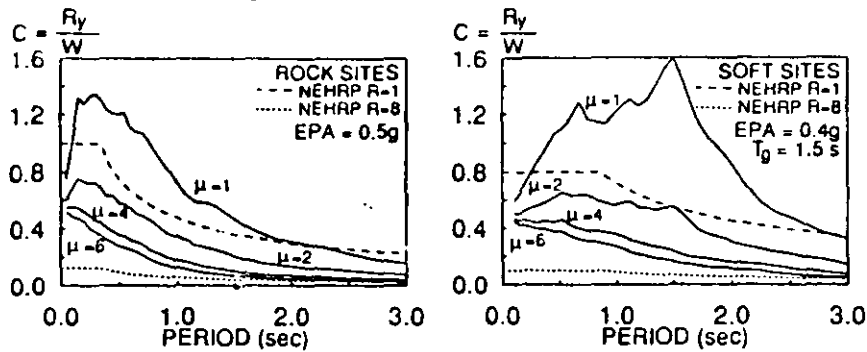 C = R_y / W
ROCK SITES
NEHRP R=1
NEHRP R=8
EPA = 0.5g
μ=1
μ=2
μ=4
μ=6
1.6
1.2
0.8
0.4
0.0
0.0 1.0 2.0 3.0
PERIOD (sec)
C = R_y / W
SOFT SITES
NEHRP R=1
NEHRP R=8
EPA = 0.4g
T_g = 1.5 s
μ=1
μ=2
μ=4
μ=6
1.6
1.2
0.8
0.4
0.0
0.0 1.0 2.0 3.0
PERIOD (sec)